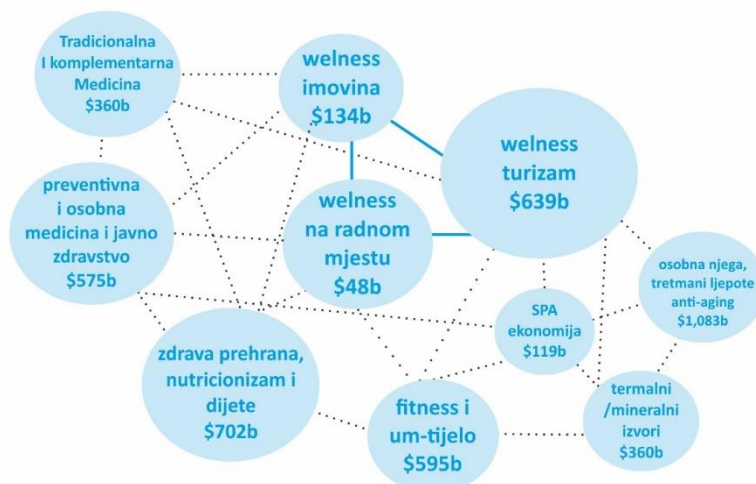 Tradicionalna
I komplementarna
Medicina
$360b
welness
imovina
$134b
welness
turizam
$639b
preventivna
i osobna
medicina i javno
zdravstvo
$575b
welness
na radnom
mjestu
$48b
osobna njega,
tretmani ljepote
anti-aging
$1,083b
SPA
ekonomija
$119b
zdrava prehrana,
nutricionizam i
dijete
$702b
fitness i
um-tijelo
$595b
termalni
/mineralni
izvori
$360b